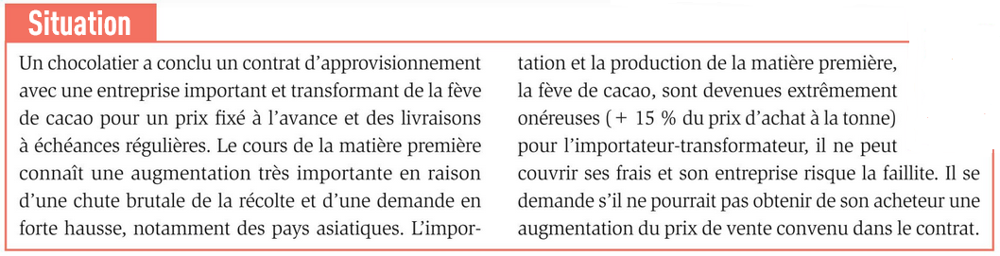 Situation
Un chocolatier a conclu un contrat d’approvisionnement
avec une entreprise important et transformant de la fève
de cacao pour un prix fixé à l’avance et des livraisons
à échéances régulières. Le cours de la matière première
connaît une augmentation très importante en raison
d’une chute brutale de la récolte et d’une demande en
forte hausse, notamment des pays asiatiques. L’impor-
tation et la production de la matière première,
la fève de cacao, sont devenues extrêmement
onéreuses (+ 15 % du prix d’achat à la tonne)
pour l’importateur-transformateur, il ne peut
couvrir ses frais et son entreprise risque la faillite. Il se
demande s’il ne pourrait pas obtenir de son acheteur une
augmentation du prix de vente convenu dans le contrat.